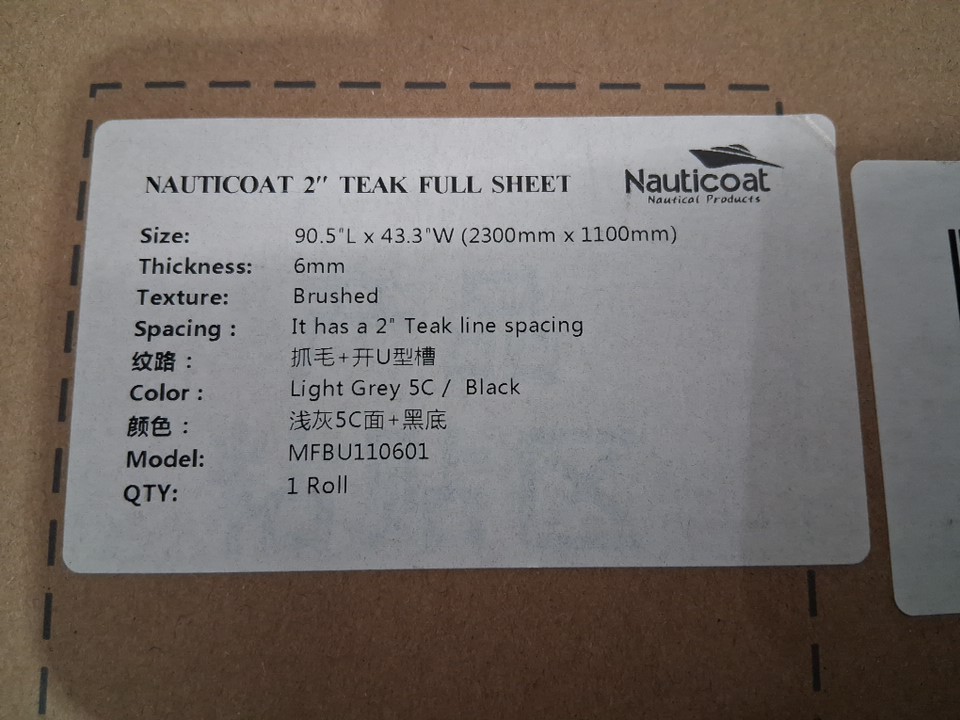 NAUTICOAT 2" TEAK FULL SHEET
Nauticoat
Nautical Products
Size: 90.5"L x 43.3"W (2300mm x 1100mm)
Thickness: 6mm
Texture: Brushed
Spacing : It has a 2" Teak line spacing
纹路 : 抓毛+开U型槽
Color : Light Grey 5C / Black
颜色 : 浅灰5C面+黑底
Model: MFBU110601
QTY: 1 Roll